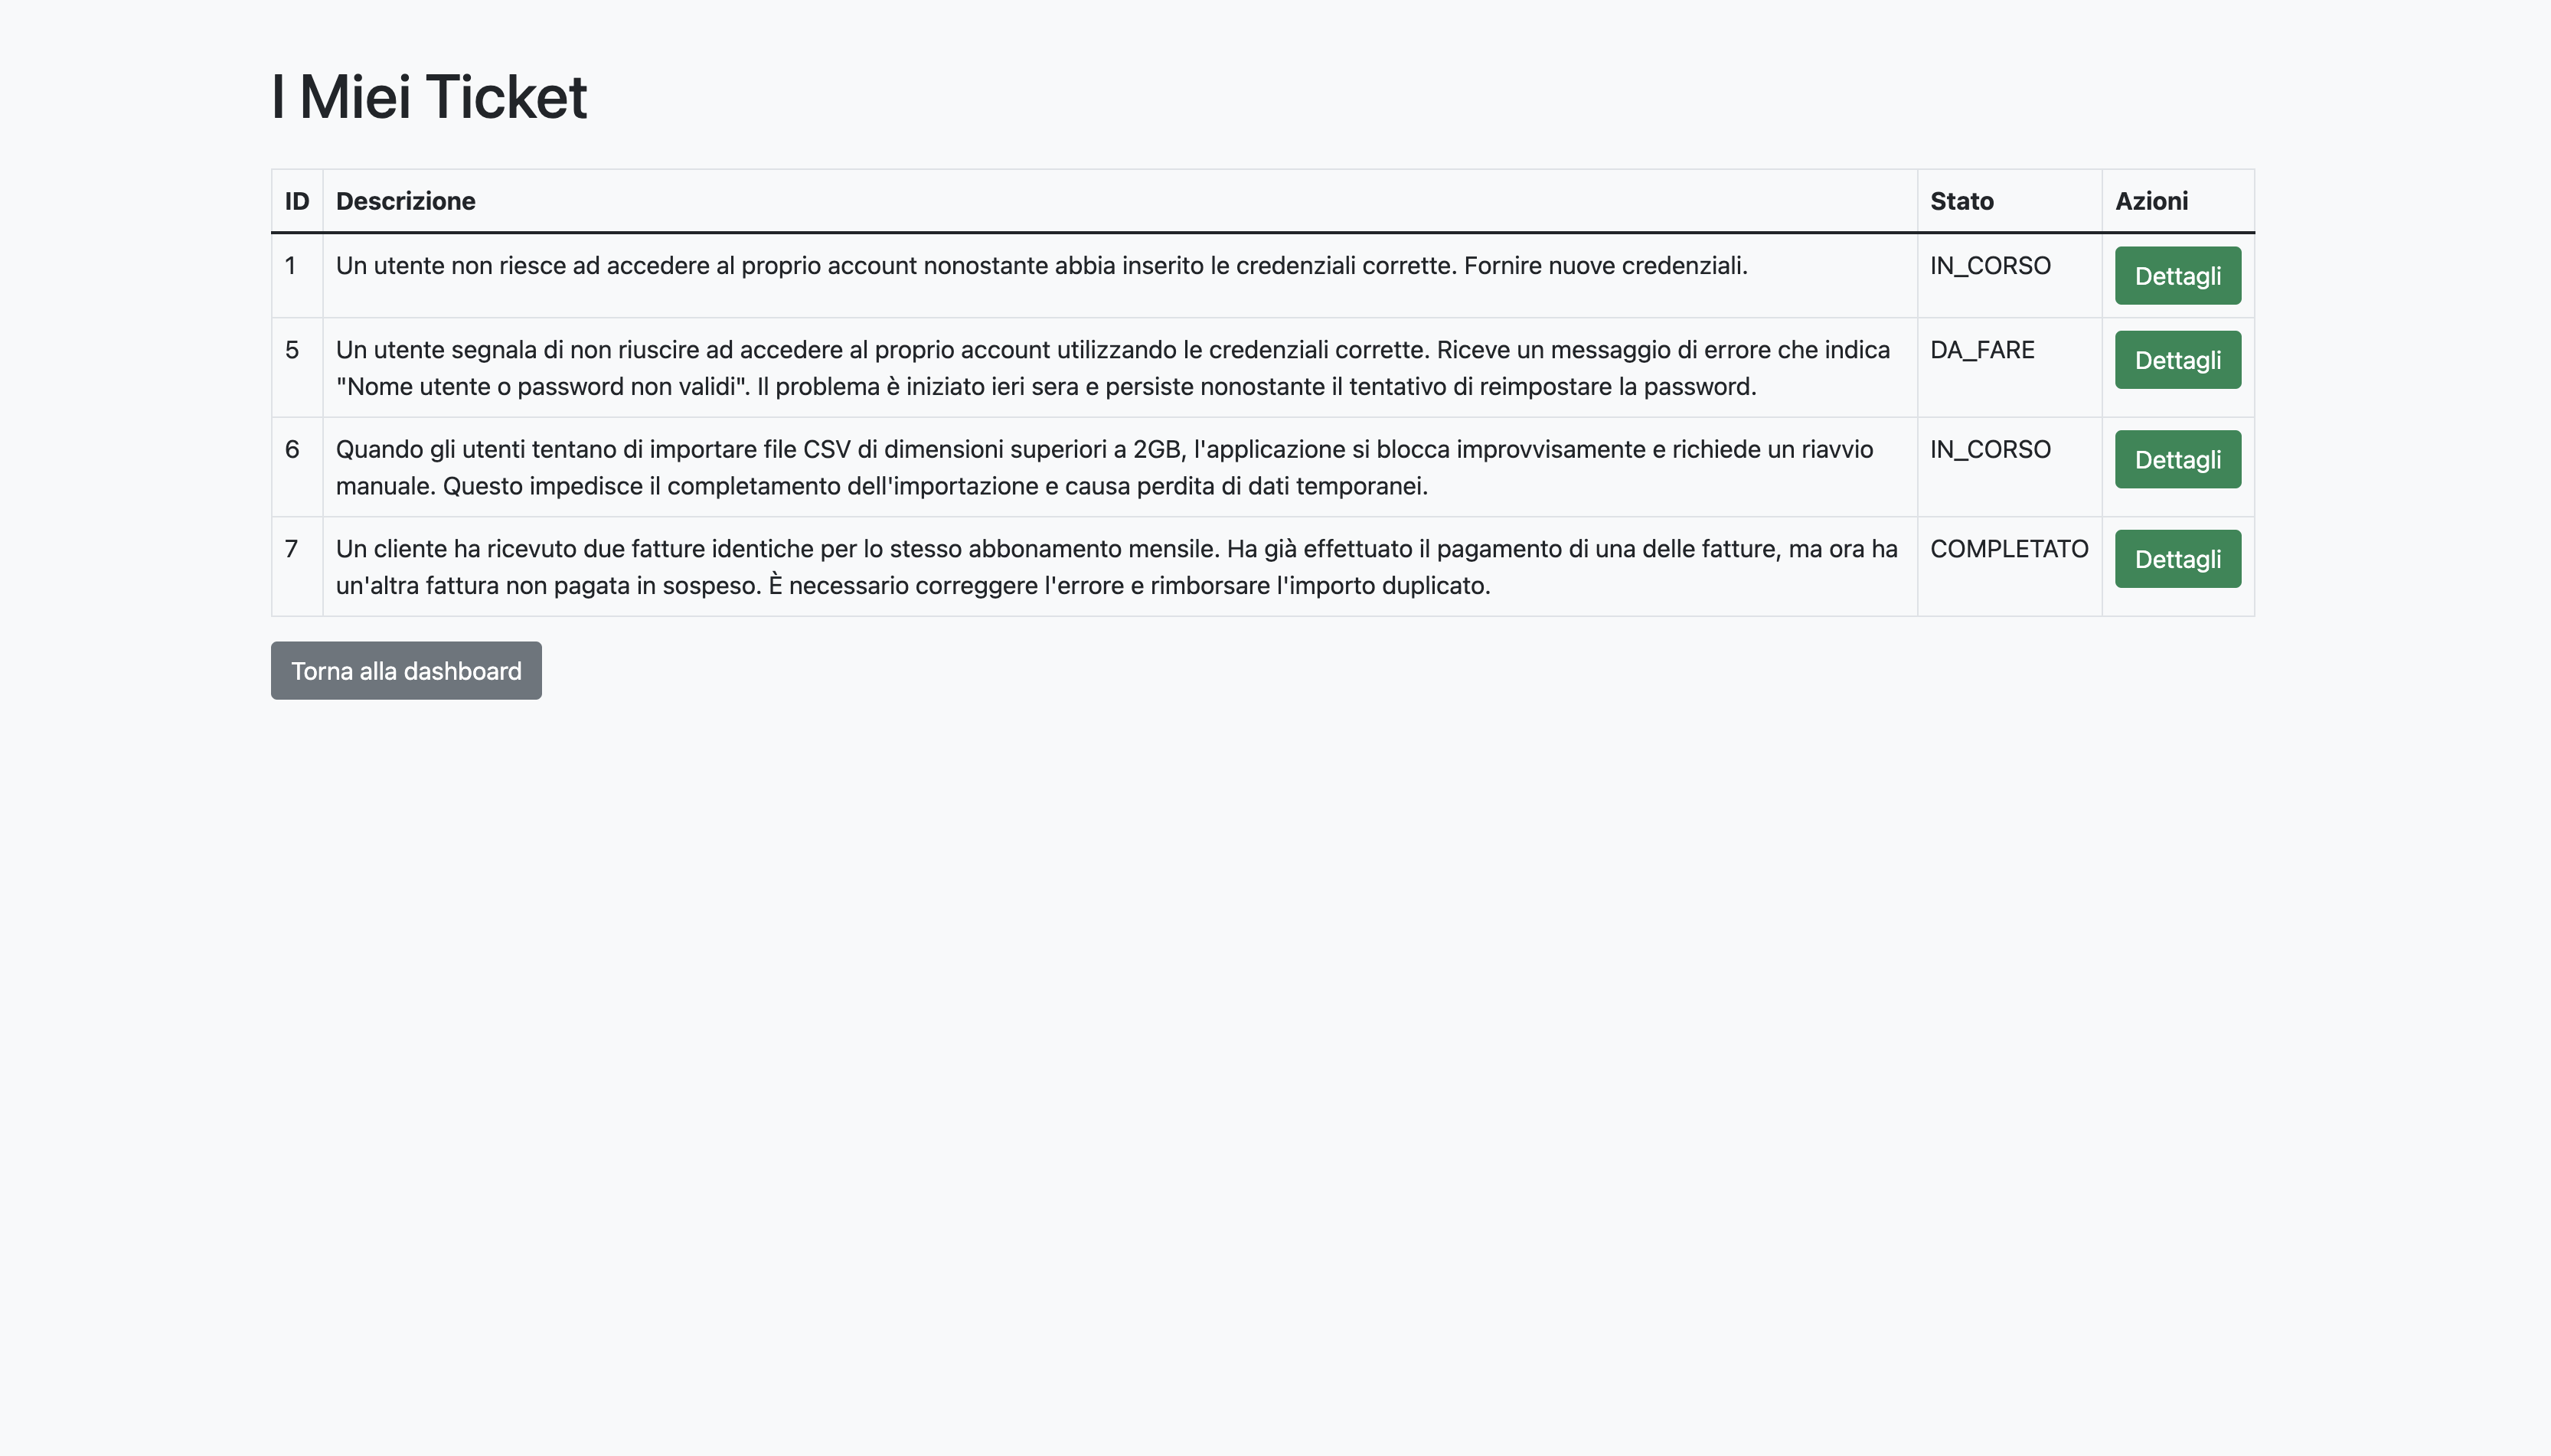 I Miei Ticket
ID Descrizione Stato Azioni
1 Un utente non riesce ad accedere al proprio account nonostante abbia inserito le credenziali corrette. Fornire nuove credenziali. IN_CORSO Dettagli
5 Un utente segnala di non riuscire ad accedere al proprio account utilizzando le credenziali corrette. Riceve un messaggio di errore che indica DA_FARE Dettagli
"Nome utente o password non validi". Il problema è iniziato ieri sera e persiste nonostante il tentativo di reimpostare la password.
6 Quando gli utenti tentano di importare file CSV di dimensioni superiori a 2GB, l'applicazione si blocca improvvisamente e richiede un riavvio IN_CORSO Dettagli
manuale. Questo impedisce il completamento dell'importazione e causa perdita di dati temporanei.
7 Un cliente ha ricevuto due fatture identiche per lo stesso abbonamento mensile. Ha già effettuato il pagamento di una delle fatture, ma ora ha COMPLETATO Dettagli
un'altra fattura non pagata in sospeso. È necessario correggere l'errore e rimborsare l'importo duplicato.
Torna alla dashboard